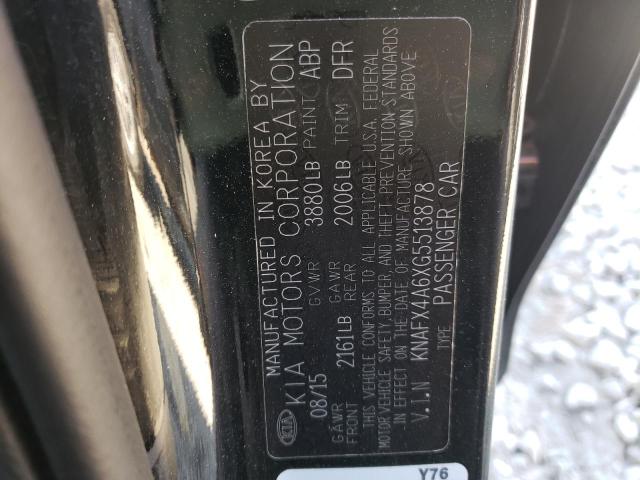 MANUFACTURED IN KOREA BY
KIA MOTORS CORPORATION
08/15 GVWR 3880LB PAINT ABP
GAWR FRONT 2161LB GAWR REAR 2006LB TRIM DFR
THIS VEHICLE CONFORMS TO ALL APPLICABLE U.S.A. FEDERAL
MOTOR VEHICLE SAFETY, BUMPER, AND THEFT PREVENTION STANDARDS
IN EFFECT ON THE DATE OF MANUFACTURE SHOWN ABOVE
V.I.N KNAFX4A6XG5518878
TYPE PASSENGER CAR
KIA
Y76